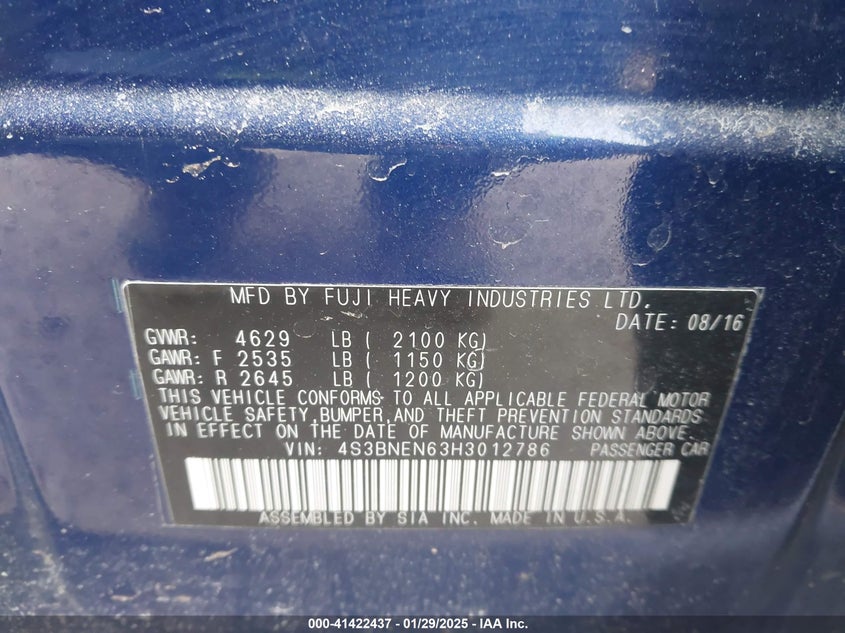 MFD BY FUJI HEAVY INDUSTRIES LTD.
DATE: 08/16
GVWR: 4629 LB ( 2100 KG)
GAWR: F 2535 LB ( 1150 KG)
GAWR: R 2645 LB ( 1200 KG)
THIS VEHICLE CONFORMS TO ALL APPLICABLE FEDERAL MOTOR
VEHICLE SAFETY, BUMPER, AND THEFT PREVENTION STANDARDS
IN EFFECT ON THE DATE OF MANUFACTURE SHOWN ABOVE.
VIN: 4S3BNEN63H3012786 PASSENGER CAR
ASSEMBLED BY SIA INC. MADE IN U.S.A.
000-41422437 - 01/29/2025 - IAA Inc.